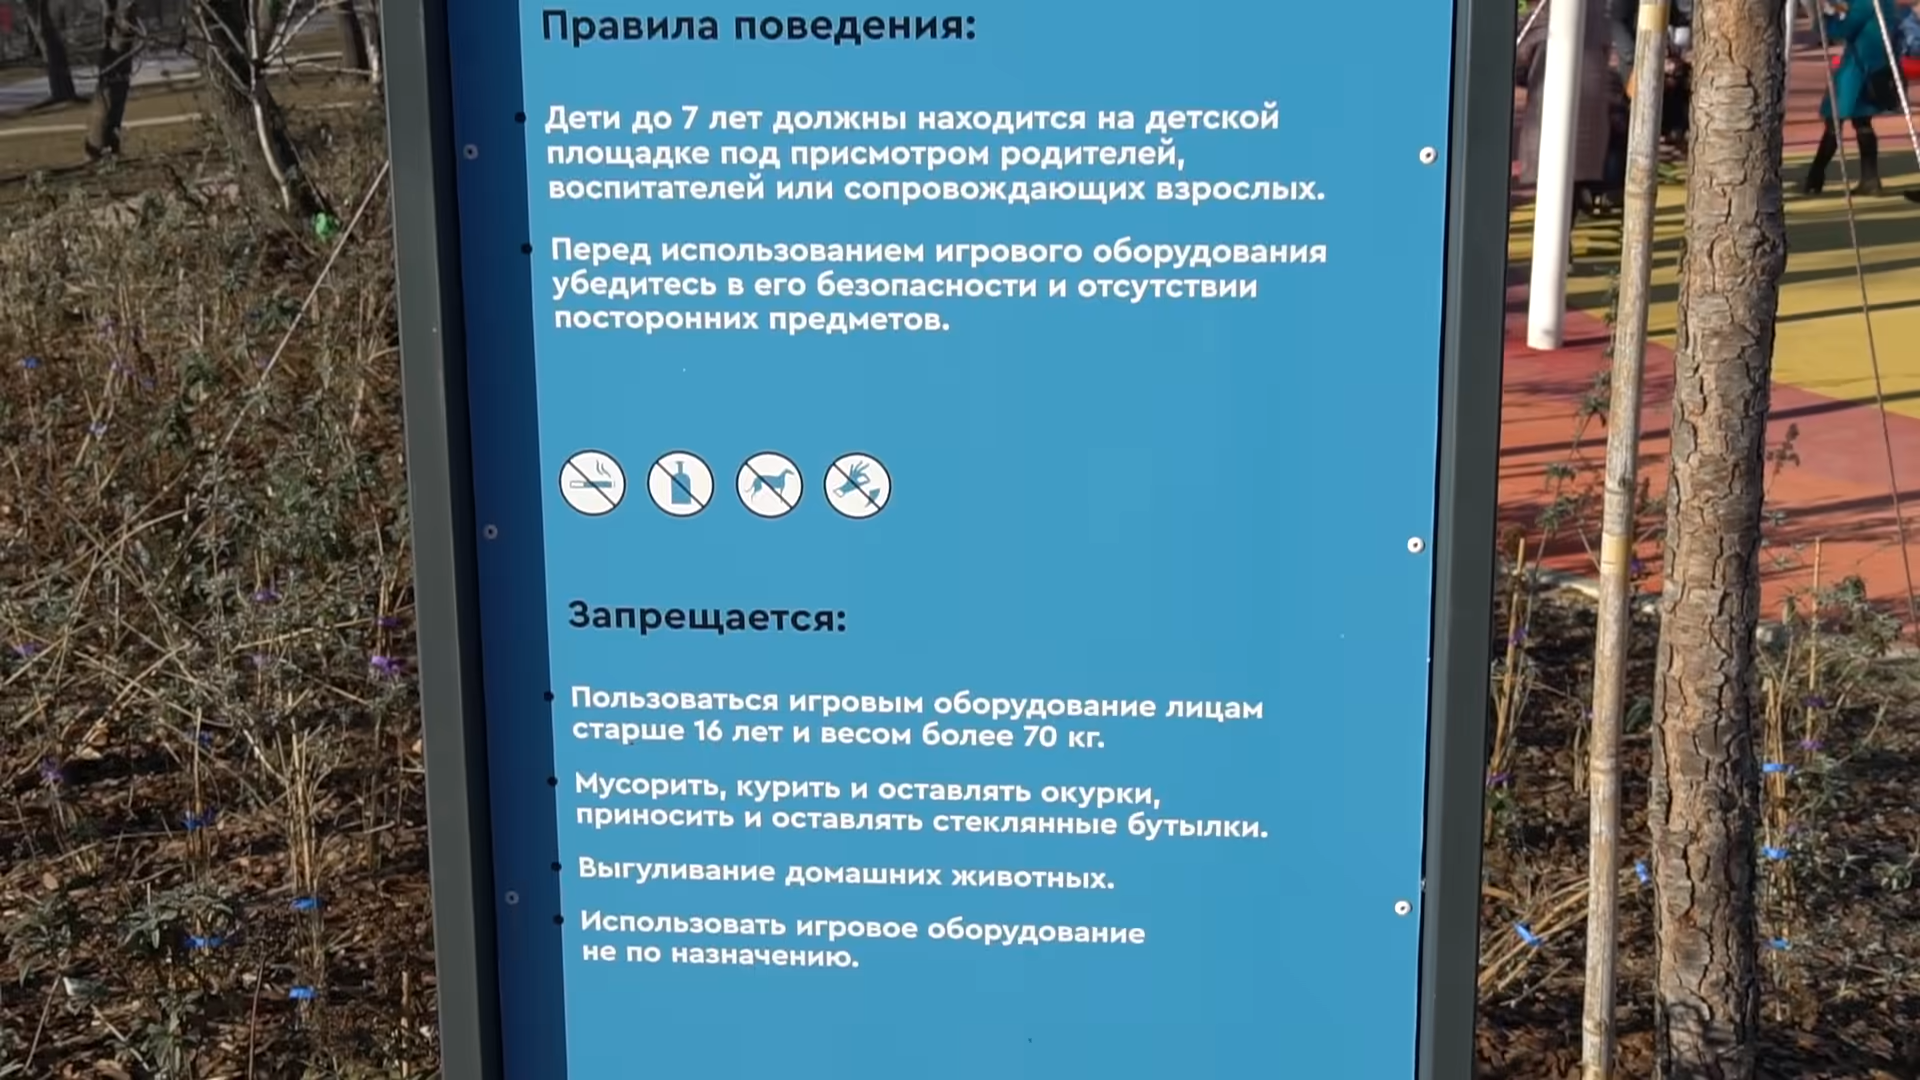 Правила поведения:
Дети до 7 лет должны находится на детской
площадке под присмотром родителей,
воспитателей или сопровождающих взрослых.
Перед использованием игрового оборудования
убедитесь в его безопасности и отсутствии
посторонних предметов.
Запрещается:
Пользоваться игровым оборудование лицам
старше 16 лет и весом более 70 кг.
Мусорить, курить и оставлять окурки,
приносить и оставлять стеклянные бутылки.
Выгуливание домашних животных.
Использовать игровое оборудование
не по назначению.